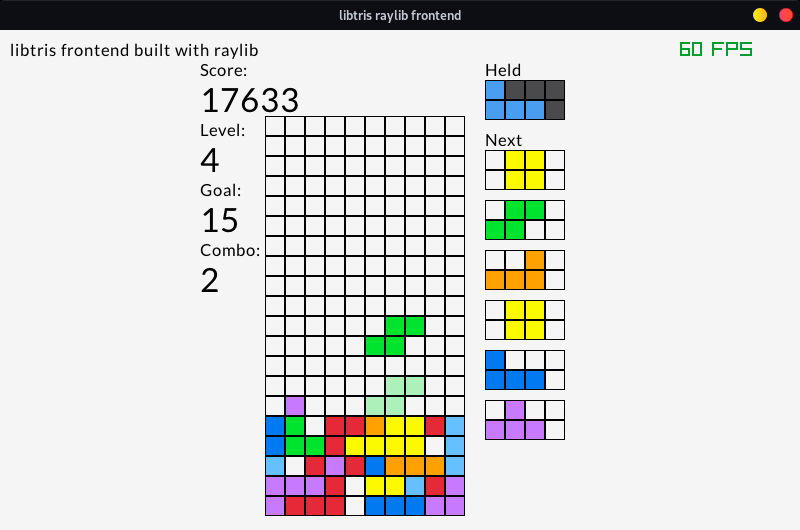 libtris raylib frontend
libtris frontend built with raylib
60 FPS
Score:
17633
Level:
4
Goal:
15
Combo:
2
Held
Next